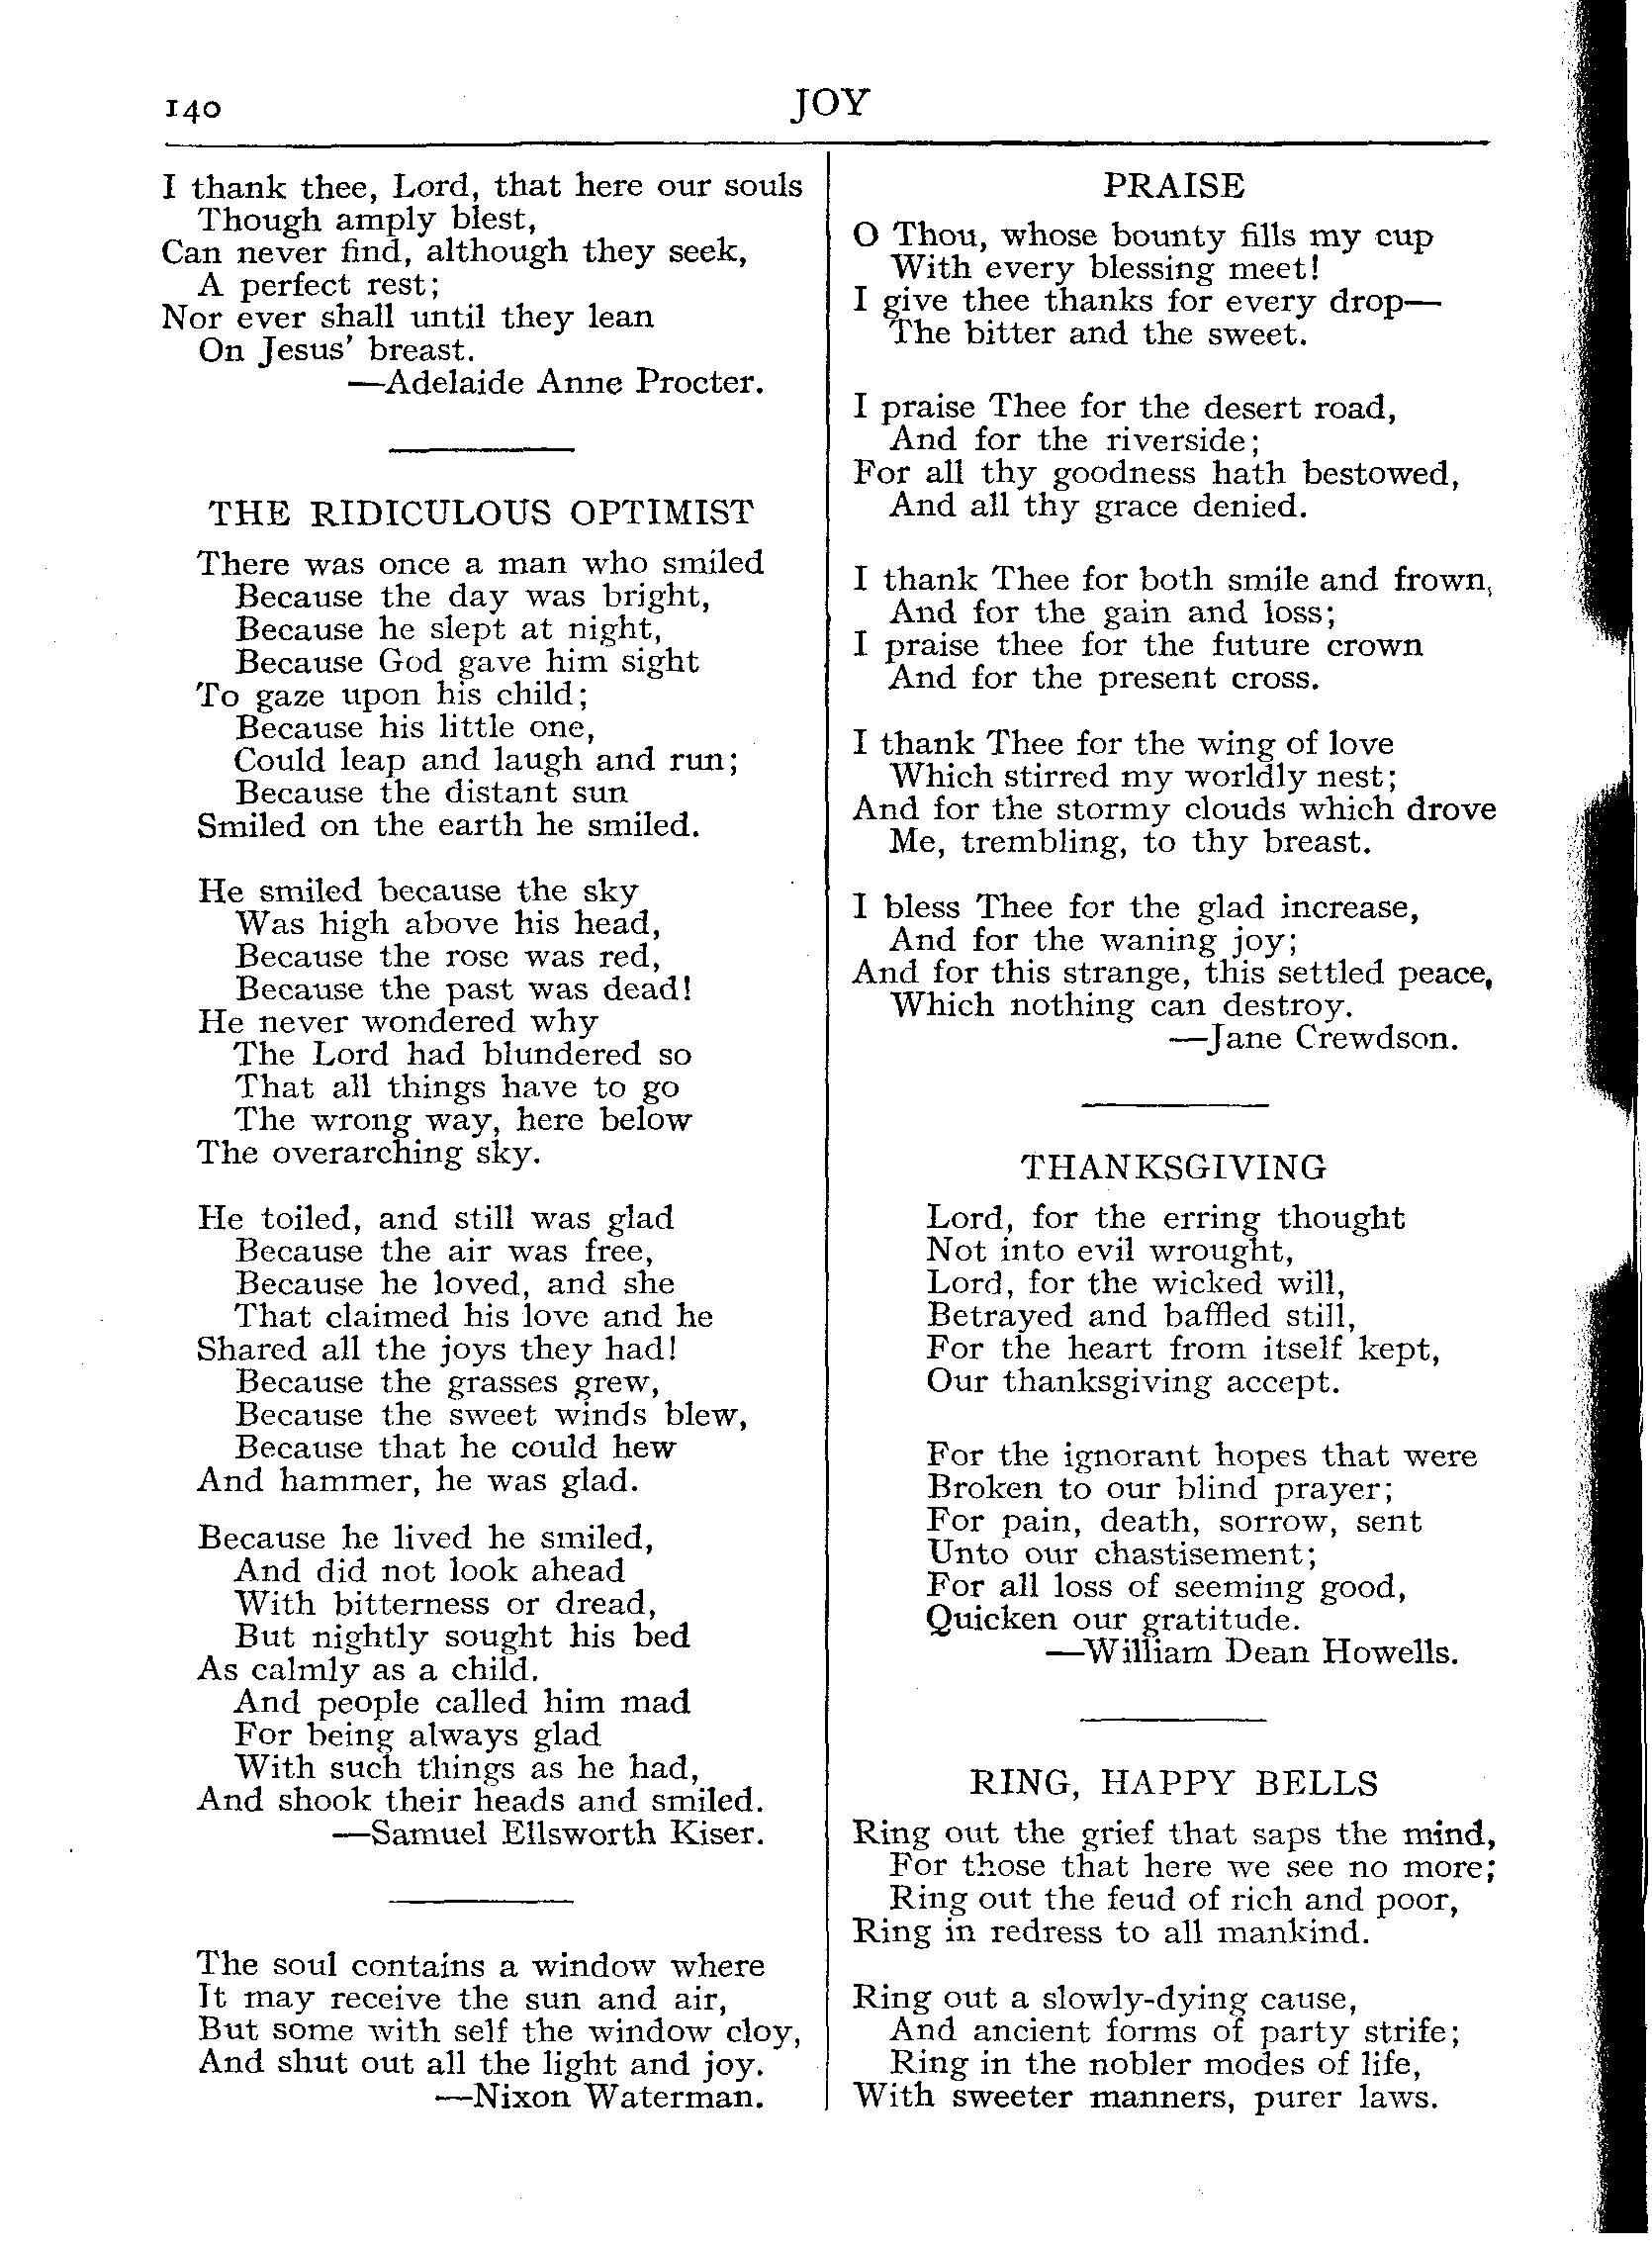 140
JOY
I thank thee, Lord, that here our souls
Though amply blest,
Can never find, although they seek,
A perfect rest;
Nor ever shall until they lean
On Jesus' breast.
—Adelaide Anne Procter.
THE RIDICULOUS OPTIMIST
There was once a man who smiled
Because the day was bright,
Because he slept at night,
Because God gave him sight
To gaze upon his child;
Because his little one,
Could leap and laugh and run;
Because the distant sun
Smiled on the earth he smiled.
He smiled because the sky
Was high above his head,
Because the rose was red,
Because the past was dead!
He never wondered why
The Lord had blundered so
That all things have to go
The wrong way, here below
The overarching sky.
He toiled, and still was glad
Because the air was free,
Because he loved, and she
That claimed his love and he
Shared all the joys they had!
Because the grasses grew,
Because the sweet winds blew,
Because that he could hew
And hammer, he was glad.
Because he lived he smiled,
And did not look ahead
With bitterness or dread,
But nightly sought his bed
As calmly as a child.
And people called him mad
For being always glad
With such things as he had,
And shook their heads and smiled.
—Samuel Ellsworth Kiser.
The soul contains a window where
It may receive the sun and air,
But some with self the window cloy,
And shut out all the light and joy.
—Nixon Waterman.
PRAISE
O Thou, whose bounty fills my cup
With every blessing meet!
I give thee thanks for every drop—
The bitter and the sweet.
I praise Thee for the desert road,
And for the riverside;
For all thy goodness hath bestowed,
And all thy grace denied.
I thank Thee for both smile and frown,
And for the gain and loss;
I praise thee for the future crown
And for the present cross.
I thank Thee for the wing of love
Which stirred my worldly nest;
And for the stormy clouds which drove
Me, trembling, to thy breast.
I bless Thee for the glad increase,
And for the waning joy;
And for this strange, this settled peace,
Which nothing can destroy.
—Jane Crewdson.
THANKSGIVING
Lord, for the erring thought
Not into evil wrought,
Lord, for the wicked will,
Betrayed and baffled still,
For the heart from itself kept,
Our thanksgiving accept.
For the ignorant hopes that were
Broken to our blind prayer;
For pain, death, sorrow, sent
Unto our chastisement;
For all loss of seeming good,
Quicken our gratitude.
—William Dean Howells.
RING, HAPPY BELLS
Ring out the grief that saps the mind,
For those that here we see no more;
Ring out the feud of rich and poor,
Ring in redress to all mankind.
Ring out a slowly-dying cause,
And ancient forms of party strife;
Ring in the nobler modes of life,
With sweeter manners, purer laws.